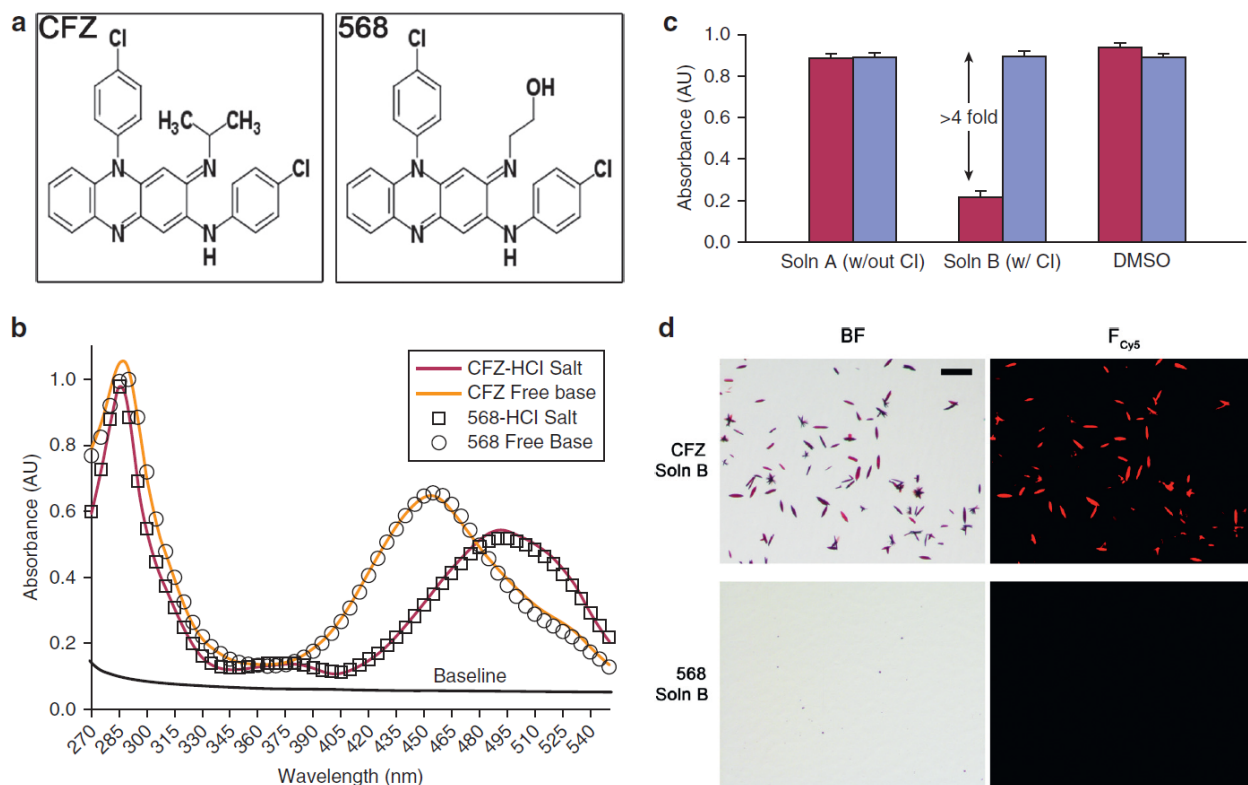 a
CFZ
Cl
H3C
CH3
N
N
Cl
N
N
H
568
Cl
OH
N
N
Cl
N
N
H
b
CFZ-HCl Salt
CFZ Free base
568-HCl Salt
568 Free Base
1.0
0.8
0.6
0.4
0.2
0.0
Absorbance (AU)
Baseline
270 285 300 315 330 345 360 375 390 405 420 435 450 465 480 495 510 525 540
Wavelength (nm)
c
1.0
0.8
0.6
0.4
0.2
0.0
Absorbance (AU)
>4 fold
Soln A (w/out Cl) Soln B (w/ Cl) DMSO
d
BF FCy5
CFZ
Soln B
568
Soln B